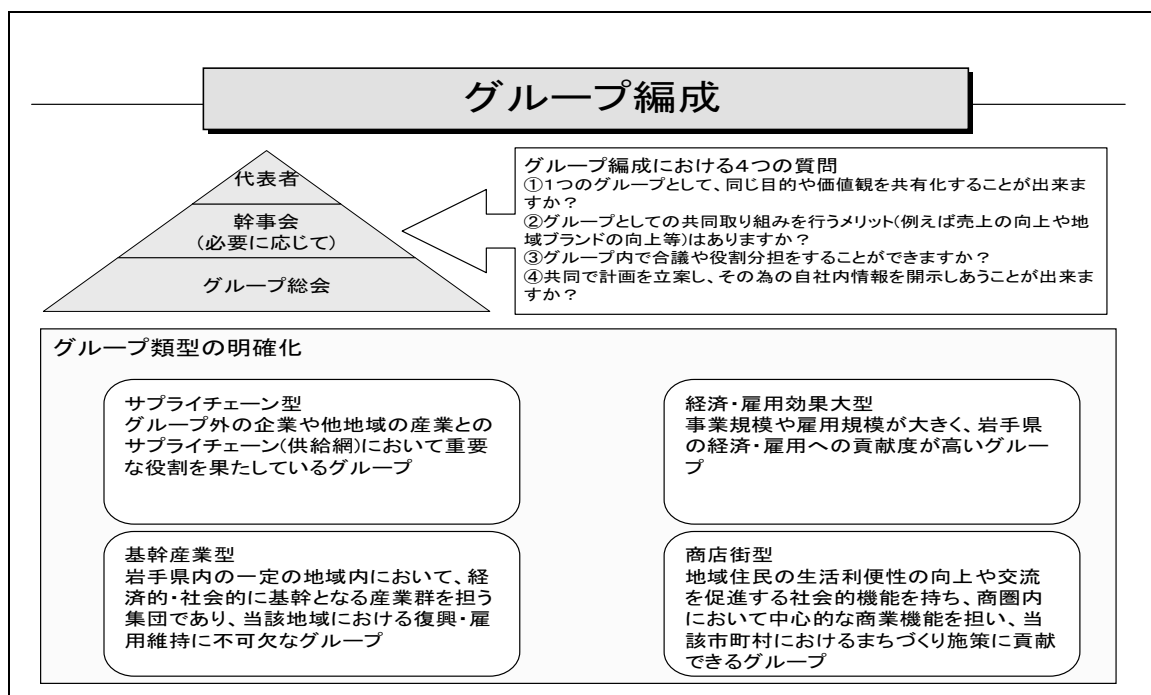 グループ編成
代表者
幹事会
(必要に応じて)
グループ総会
グループ編成における4つの質問
①1つのグループとして、同じ目的や価値観を共有化することが出来ま
すか?
②グループとしての共同取り組みを行うメリット(例えば売上の向上や地
域ブランドの向上等)はありますか?
③グループ内で合議や役割分担をすることができますか?
④共同で計画を立案し、その為の自社内情報を開示しあうことが出来ま
すか?
グループ類型の明確化
サプライチェーン型
グループ外の企業や他地域の産業との
サプライチェーン(供給網)において重要
な役割を果たしているグループ
経済・雇用効果大型
事業規模や雇用規模が大きく、岩手県
の経済・雇用への貢献度が高いグルー
プ
基幹産業型
岩手県内の一定の地域内において、経
済的・社会的に基幹となる産業群を担う
集団であり、当該地域における復興・雇
用維持に不可欠なグループ
商店街型
地域住民の生活利便性の向上や交流
を促進する社会的機能を持ち、商圏内
において中心的な商業機能を担い、当
該市町村におけるまちづくり施策に貢献
できるグループ